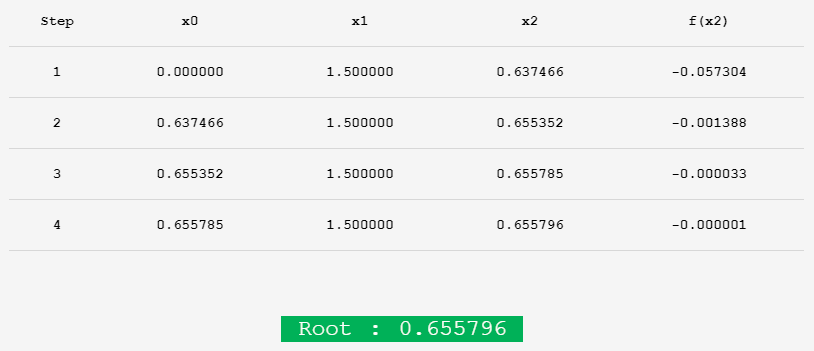 Step x0 x1 x2 f(x2)
1 0.000000 1.500000 0.637466 -0.057304
2 0.637466 1.500000 0.655352 -0.001388
3 0.655352 1.500000 0.655785 -0.000033
4 0.655785 1.500000 0.655796 -0.000001
Root : 0.655796